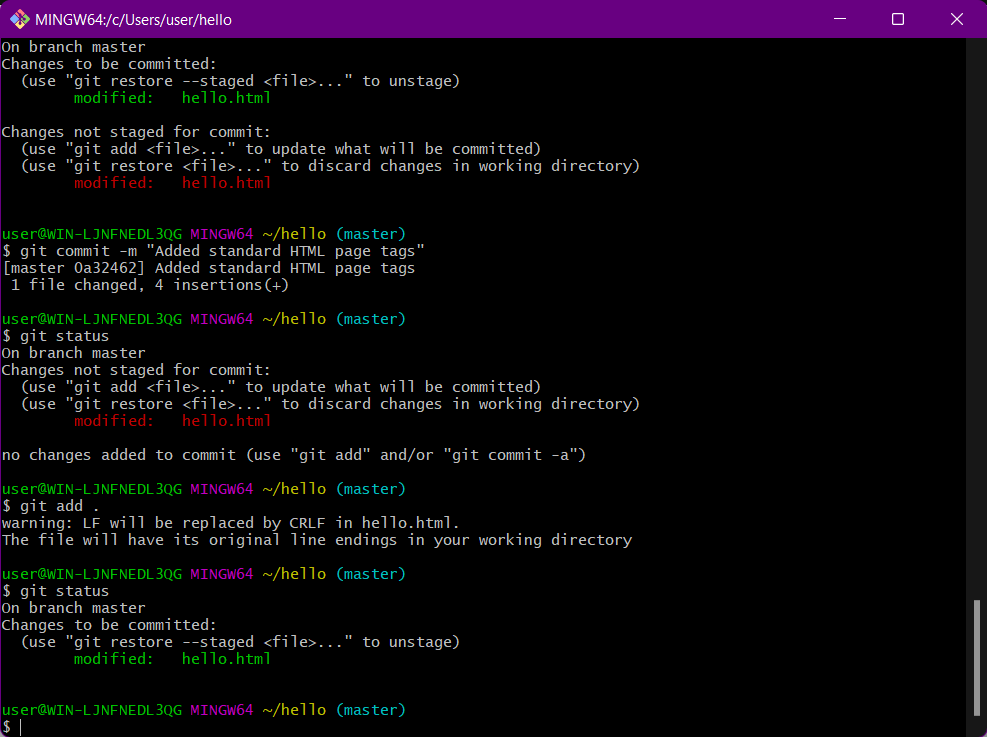 MINGW64:/c/Users/user/hello
On branch master
Changes to be committed:
  (use "git restore --staged <file>..." to unstage)
        modified:   hello.html

Changes not staged for commit:
  (use "git add <file>..." to update what will be committed)
  (use "git restore <file>..." to discard changes in working directory)
        modified:   hello.html

user@WIN-LJNFNEDL3QG MINGW64 ~/hello (master)
$ git commit -m "Added standard HTML page tags"
[master 0a32462] Added standard HTML page tags
 1 file changed, 4 insertions(+)

user@WIN-LJNFNEDL3QG MINGW64 ~/hello (master)
$ git status
On branch master
Changes not staged for commit:
  (use "git add <file>..." to update what will be committed)
  (use "git restore <file>..." to discard changes in working directory)
        modified:   hello.html

no changes added to commit (use "git add" and/or "git commit -a")

user@WIN-LJNFNEDL3QG MINGW64 ~/hello (master)
$ git add .
warning: LF will be replaced by CRLF in hello.html.
The file will have its original line endings in your working directory

user@WIN-LJNFNEDL3QG MINGW64 ~/hello (master)
$ git status
On branch master
Changes to be committed:
  (use "git restore --staged <file>..." to unstage)
        modified:   hello.html

user@WIN-LJNFNEDL3QG MINGW64 ~/hello (master)
$